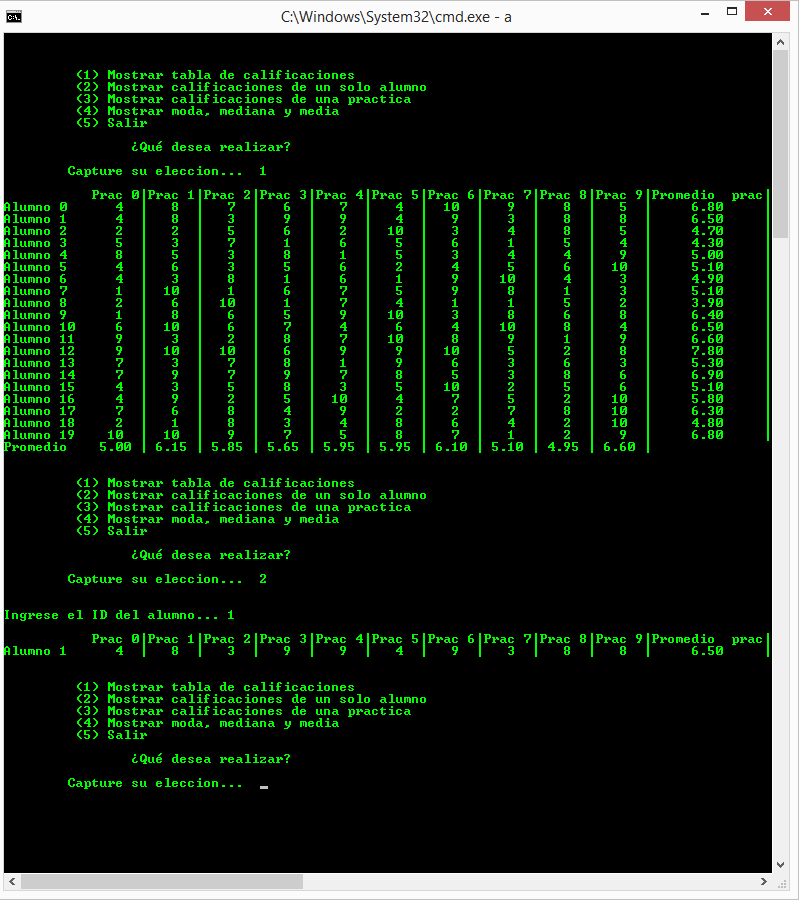 C:\Windows\System32\cmd.exe - a
(1) Mostrar tabla de calificaciones
(2) Mostrar calificaciones de un solo alumno
(3) Mostrar calificaciones de una practica
(4) Mostrar moda, mediana y media
(5) Salir
¿Qué desea realizar?
Capture su eleccion... 1
Prac 0|Prac 1|Prac 2|Prac 3|Prac 4|Prac 5|Prac 6|Prac 7|Prac 8|Prac 9|Promedio prac|
Alumno 0 4 | 8 | 7 | 6 | 7 | 4 | 10 | 9 | 8 | 5 | 6.80 |
Alumno 1 4 | 8 | 3 | 9 | 9 | 4 | 9 | 3 | 8 | 8 | 6.50 |
Alumno 2 2 | 2 | 5 | 6 | 2 | 10 | 3 | 4 | 8 | 5 | 4.70 |
Alumno 3 5 | 3 | 7 | 1 | 6 | 5 | 6 | 1 | 5 | 4 | 4.30 |
Alumno 4 8 | 5 | 3 | 8 | 1 | 5 | 3 | 4 | 4 | 9 | 5.00 |
Alumno 5 4 | 6 | 3 | 5 | 6 | 2 | 4 | 5 | 6 | 10 | 5.10 |
Alumno 6 4 | 3 | 8 | 1 | 6 | 1 | 9 | 10 | 4 | 3 | 4.90 |
Alumno 7 1 | 10 | 1 | 6 | 7 | 5 | 9 | 8 | 1 | 3 | 5.10 |
Alumno 8 2 | 6 | 10 | 1 | 7 | 4 | 1 | 1 | 5 | 2 | 3.90 |
Alumno 9 1 | 8 | 6 | 5 | 9 | 10 | 3 | 8 | 6 | 8 | 6.40 |
Alumno 10 6 | 10 | 6 | 7 | 4 | 6 | 4 | 10 | 8 | 4 | 6.50 |
Alumno 11 9 | 3 | 2 | 8 | 7 | 10 | 8 | 9 | 1 | 9 | 6.60 |
Alumno 12 9 | 10 | 10 | 6 | 9 | 9 | 10 | 5 | 2 | 8 | 7.80 |
Alumno 13 7 | 3 | 7 | 8 | 1 | 9 | 6 | 3 | 6 | 3 | 5.30 |
Alumno 14 7 | 9 | 7 | 7 | 8 | 8 | 5 | 3 | 8 | 6 | 6.90 |
Alumno 15 4 | 3 | 5 | 8 | 3 | 5 | 10 | 2 | 5 | 6 | 5.10 |
Alumno 16 4 | 9 | 2 | 5 | 10 | 4 | 7 | 5 | 2 | 10 | 5.80 |
Alumno 17 7 | 6 | 8 | 4 | 9 | 2 | 2 | 7 | 8 | 10 | 6.30 |
Alumno 18 2 | 1 | 8 | 3 | 4 | 8 | 6 | 4 | 2 | 10 | 4.80 |
Alumno 19 10 | 10 | 9 | 7 | 5 | 8 | 7 | 1 | 2 | 9 | 6.80 |
Promedio 5.00 | 6.15 | 5.85 | 5.65 | 5.95 | 5.95 | 6.10 | 5.10 | 4.95 | 6.60 |
(1) Mostrar tabla de calificaciones
(2) Mostrar calificaciones de un solo alumno
(3) Mostrar calificaciones de una practica
(4) Mostrar moda, mediana y media
(5) Salir
¿Qué desea realizar?
Capture su eleccion... 2
Ingrese el ID del alumno... 1
Prac 0|Prac 1|Prac 2|Prac 3|Prac 4|Prac 5|Prac 6|Prac 7|Prac 8|Prac 9|Promedio prac|
Alumno 1 4 | 8 | 3 | 9 | 9 | 4 | 9 | 3 | 8 | 8 | 6.50 |
(1) Mostrar tabla de calificaciones
(2) Mostrar calificaciones de un solo alumno
(3) Mostrar calificaciones de una practica
(4) Mostrar moda, mediana y media
(5) Salir
¿Qué desea realizar?
Capture su eleccion... _